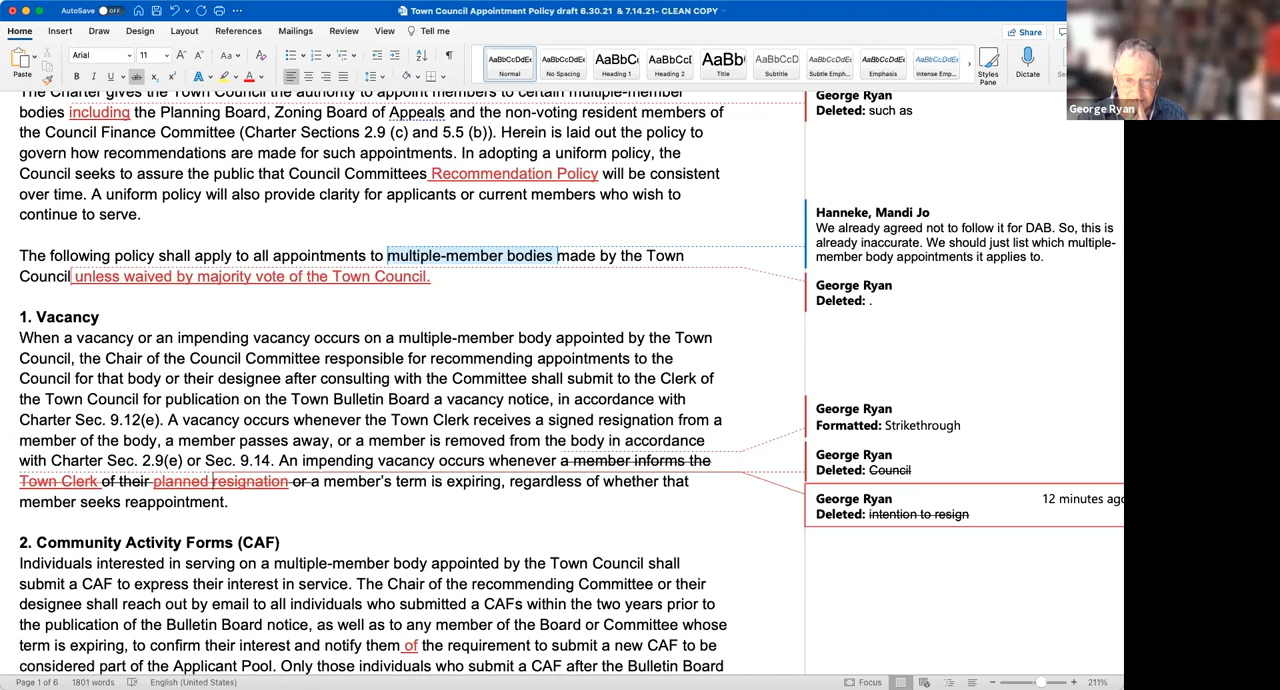 AutoSave OFF
Town Council Appointment Policy draft 6.30.21 & 7.14.21- CLEAN COPY
Home Insert Draw Design Layout References Mailings Review View Tell me
Share
Paste
Arial 11
Aa
B I U ab x₂ x²
AaBbCcDdEe AaBbCcDdEe AaBbC AaBbCcI AaBb AaBbCcD AaBbCcDdEe AaBbCcDdEe AaBbCcDdEe
Normal No Spacing Heading 1 Heading 2 Title Subtitle Subtle Emph... Emphasis Intense Emp...
Styles Pane
Dictate
George Ryan
The Charter gives the Town Council the authority to appoint members to certain multiple-member
bodies including the Planning Board, Zoning Board of Appeals and the non-voting resident members of
the Council Finance Committee (Charter Sections 2.9 (c) and 5.5 (b)). Herein is laid out the policy to
govern how recommendations are made for such appointments. In adopting a uniform policy, the
Council seeks to assure the public that Council Committees Recommendation Policy will be consistent
over time. A uniform policy will also provide clarity for applicants or current members who wish to
continue to serve.
The following policy shall apply to all appointments to multiple-member bodies made by the Town
Council unless waived by majority vote of the Town Council.
1. Vacancy
When a vacancy or an impending vacancy occurs on a multiple-member body appointed by the Town
Council, the Chair of the Council Committee responsible for recommending appointments to the
Council for that body or their designee after consulting with the Committee shall submit to the Clerk of
the Town Council for publication on the Town Bulletin Board a vacancy notice, in accordance with
Charter Sec. 9.12(e). A vacancy occurs whenever the Town Clerk receives a signed resignation from a
member of the body, a member passes away, or a member is removed from the body in accordance
with Charter Sec. 2.9(e) or Sec. 9.14. An impending vacancy occurs whenever a member informs the
Town Clerk of their planned resignation or a member's term is expiring, regardless of whether that
member seeks reappointment.
2. Community Activity Forms (CAF)
Individuals interested in serving on a multiple-member body appointed by the Town Council shall
submit a CAF to express their interest in service. The Chair of the recommending Committee or their
designee shall reach out by email to all individuals who submitted a CAFs within the two years prior to
the publication of the Bulletin Board notice, as well as to any member of the Board or Committee whose
term is expiring, to confirm their interest and notify them of the requirement to submit a new CAF to be
considered part of the Applicant Pool. Only those individuals who submit a CAF after the Bulletin Board
George Ryan
Deleted: such as
Hanneke, Mandi Jo
We already agreed not to follow it for DAB. So, this is
already inaccurate. We should just list which multiple-
member body appointments it applies to.
George Ryan
Deleted: .
George Ryan
Formatted: Strikethrough
George Ryan
Deleted: Council
George Ryan 12 minutes ago
Deleted: intention to resign
Page 1 of 6 1801 words English (United States) Focus 211%